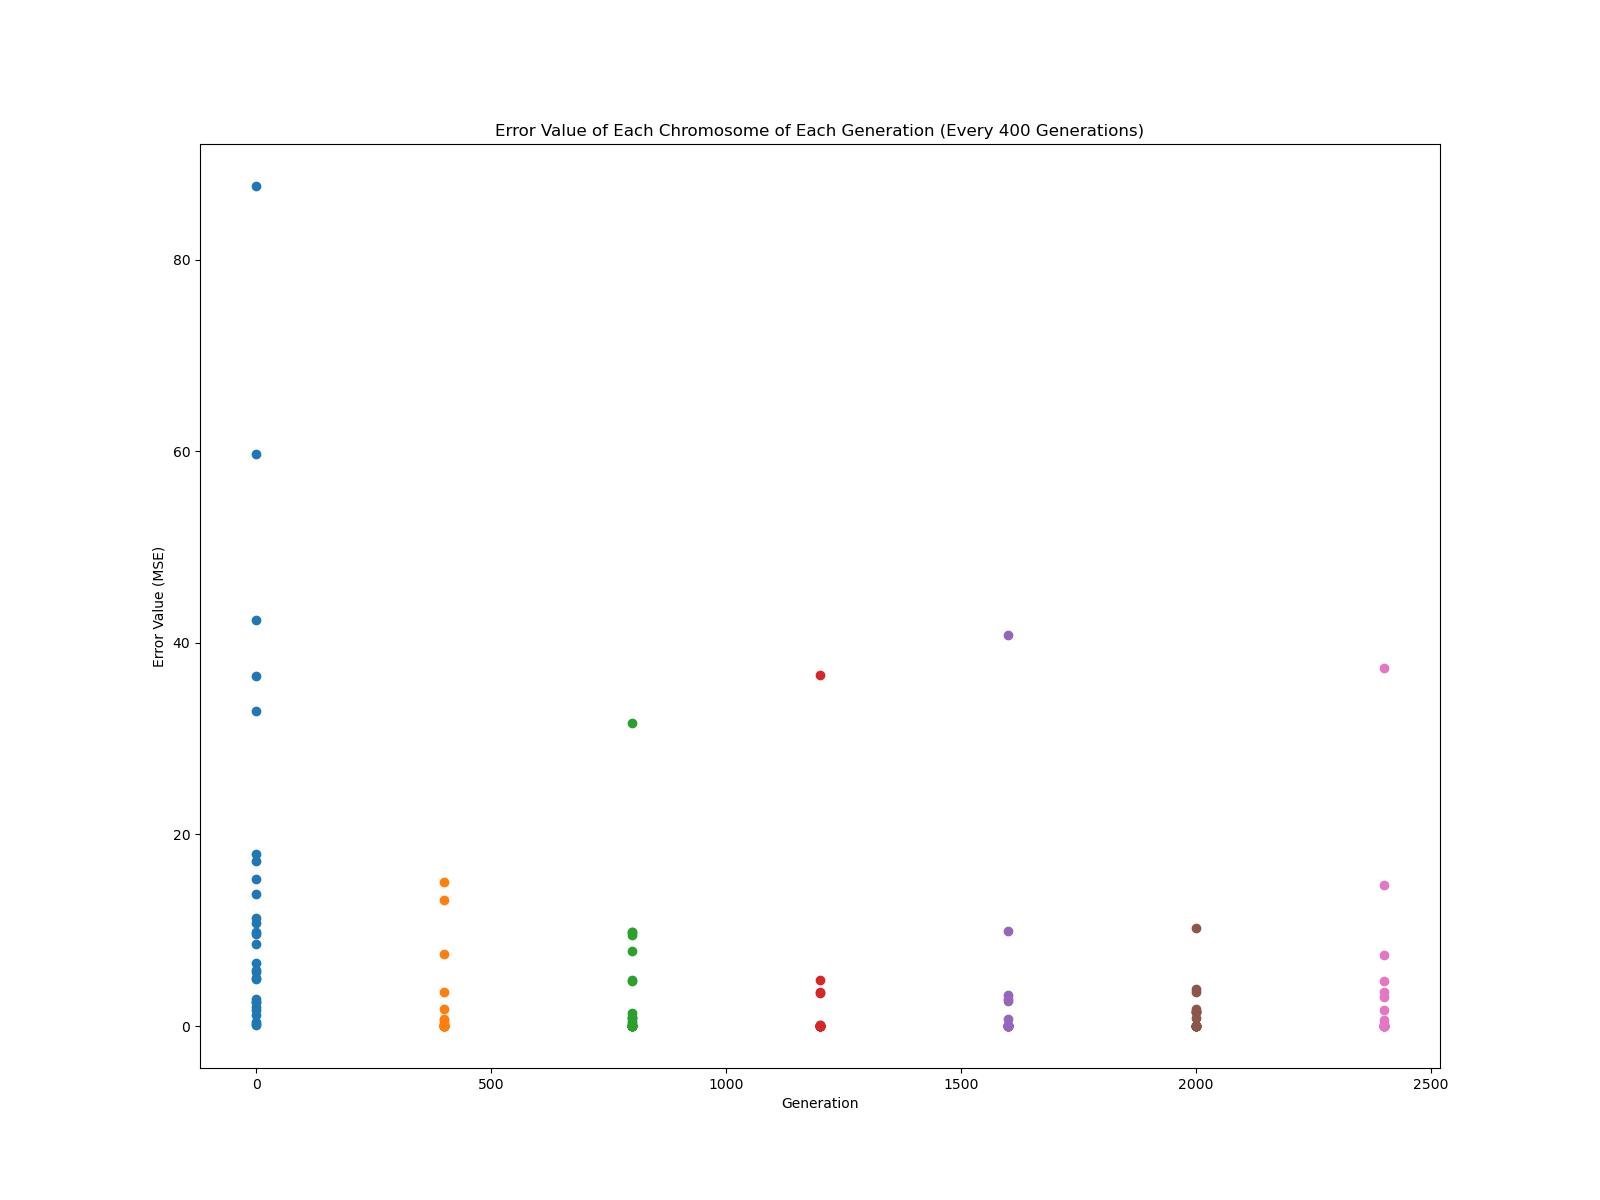 Error Value of Each Chromosome of Each Generation (Every 400 Generations)
80
60
40
20
0
Error Value (MSE)
0 500 1000 1500 2000 2500
Generation